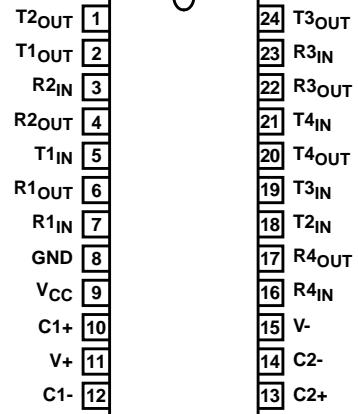 T2OUT 1 24 T3OUT
T1OUT 2 23 R3IN
R2IN 3 22 R3OUT
R2OUT 4 21 T4IN
T1IN 5 20 T4OUT
R1OUT 6 19 T3IN
R1IN 7 18 T2IN
GND 8 17 R4OUT
VCC 9 16 R4IN
C1+ 10 15 V-
V+ 11 14 C2-
C1- 12 13 C2+